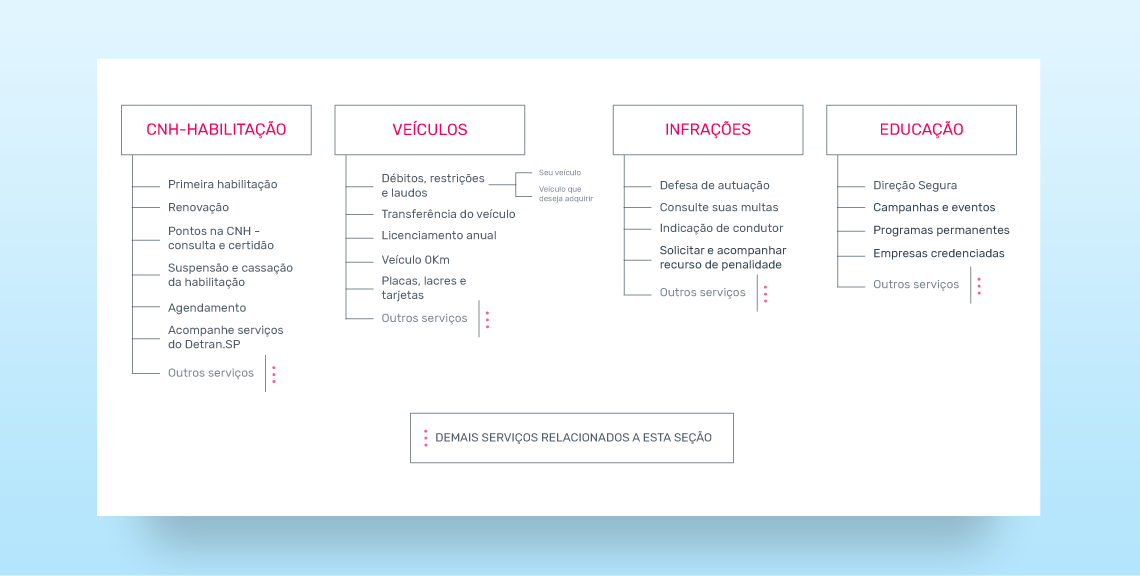 CNH-HABILITAÇÃO
Primeira habilitação
Renovação
Pontos na CNH -
consulta e certidão
Suspensão e cassação
da habilitação
Agendamento
Acompanhe serviços
do Detran.SP
Outros serviços
VEÍCULOS
Débitos, restrições
e laudos
Seu veículo
Veículo que
deseja adquirir
Transferência do veículo
Licenciamento anual
Veículo 0Km
Placas, lacres e
tarjetas
Outros serviços
INFRAÇÕES
Defesa de autuação
Consulte suas multas
Indicação de condutor
Solicitar e acompanhar
recurso de penalidade
Outros serviços
EDUCAÇÃO
Direção Segura
Campanhas e eventos
Programas permanentes
Empresas credenciadas
Outros serviços
DEMAIS SERVIÇOS RELACIONADOS A ESTA SEÇÃO